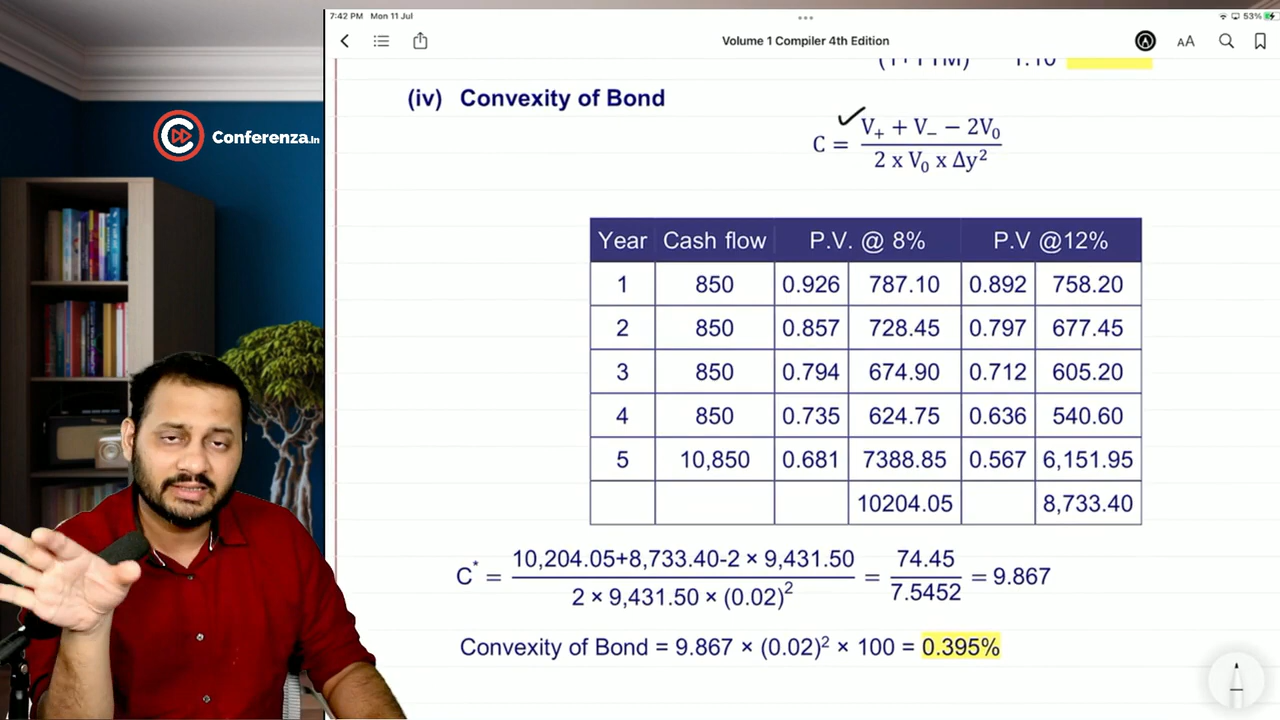 7:42 PM Mon 11 Jul
53%
Volume 1 Compiler 4th Edition
AA
Conferenza.In
(iv) Convexity of Bond
C = V₊ + V₋ − 2V₀
2 x V₀ x Δy²
Year Cash flow P.V. @ 8% P.V @12%
1 850 0.926 787.10 0.892 758.20
2 850 0.857 728.45 0.797 677.45
3 850 0.794 674.90 0.712 605.20
4 850 0.735 624.75 0.636 540.60
5 10,850 0.681 7388.85 0.567 6,151.95
10204.05 8,733.40
C* = 10,204.05+8,733.40-2 × 9,431.50 = 74.45 = 9.867
2 × 9,431.50 × (0.02)² 7.5452
Convexity of Bond = 9.867 × (0.02)² × 100 = 0.395%